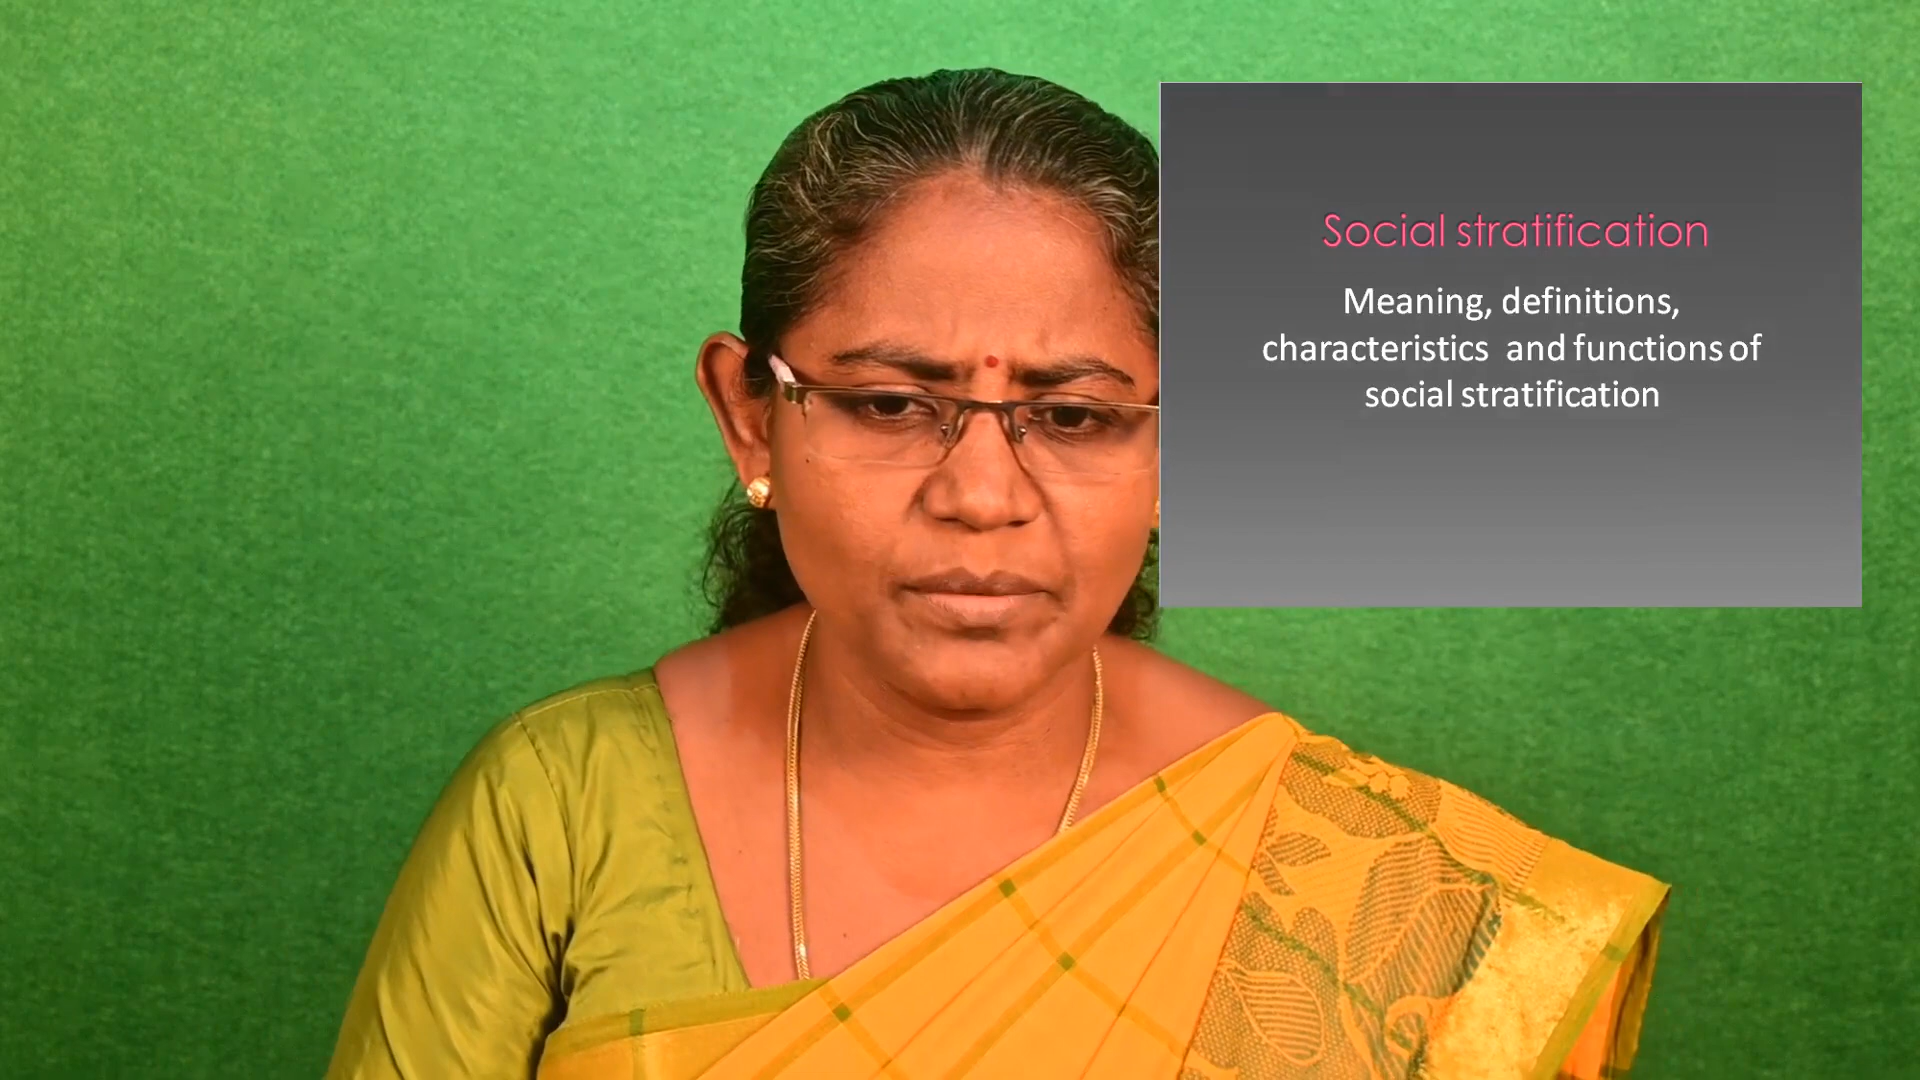 Social stratification
Meaning, definitions,
characteristics and functions of
social stratification